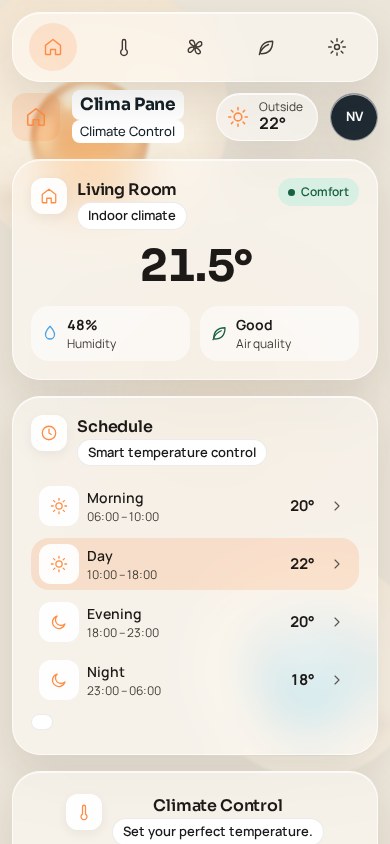 Clima Pane
Climate Control
Outside
22°
NV
Living Room
Indoor climate
Comfort
21.5°
48%
Humidity
Good
Air quality
Schedule
Smart temperature control
Morning
06:00 – 10:00
20°
Day
10:00 – 18:00
22°
Evening
18:00 – 23:00
20°
Night
23:00 – 06:00
18°
Climate Control
Set your perfect temperature.